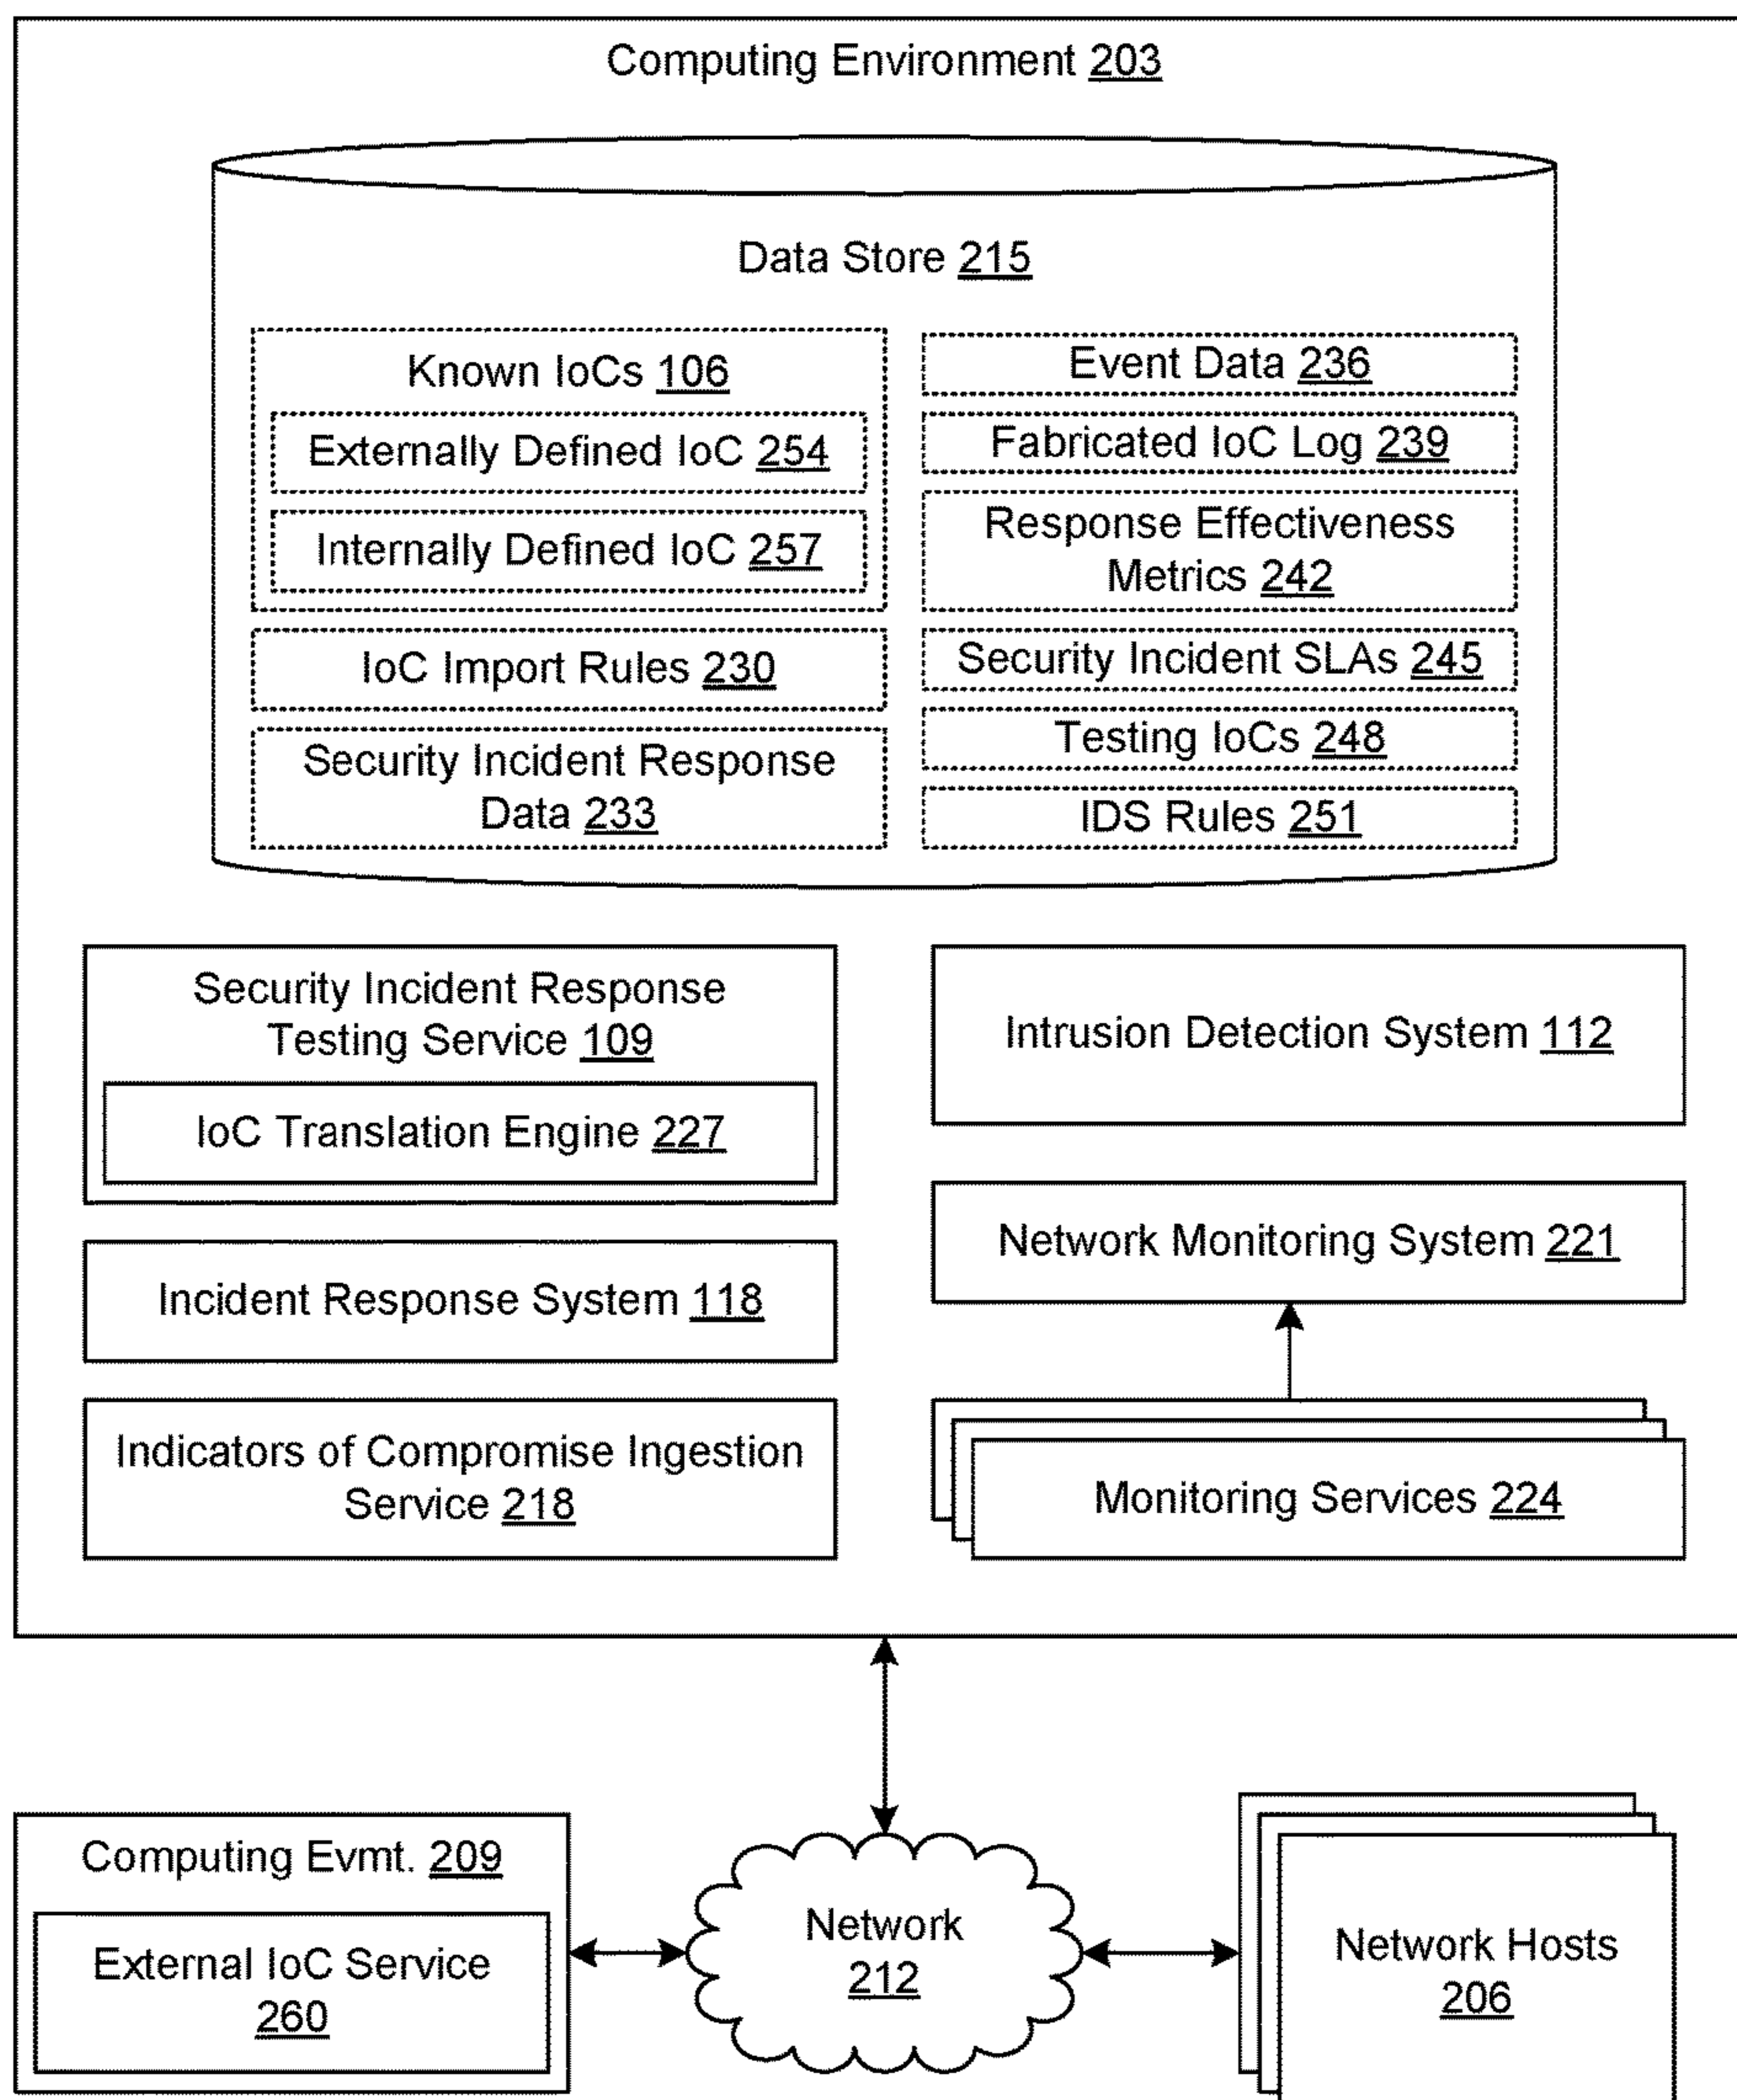 Computing Environment 203
Data Store 215
Known IoCs 106
Externally Defined IoC 254
Internally Defined IoC 257
IoC Import Rules 230
Security Incident Response
Data 233
Event Data 236
Fabricated IoC Log 239
Response Effectiveness
Metrics 242
Security Incident SLAs 245
Testing IoCs 248
IDS Rules 251
Security Incident Response
Testing Service 109
IoC Translation Engine 227
Incident Response System 118
Indicators of Compromise Ingestion
Service 218
Intrusion Detection System 112
Network Monitoring System 221
Monitoring Services 224
Computing Evmt. 209
External IoC Service
260
Network
212
Network Hosts
206